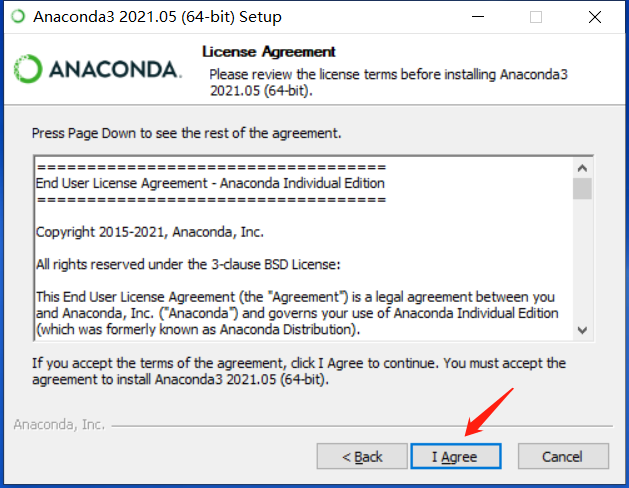 Anaconda3 2021.05 (64-bit) Setup
ANACONDA.
License Agreement
Please review the license terms before installing Anaconda3
2021.05 (64-bit).
Press Page Down to see the rest of the agreement.
===================================
End User License Agreement - Anaconda Individual Edition
===================================
Copyright 2015-2021, Anaconda, Inc.
All rights reserved under the 3-clause BSD License:
This End User License Agreement (the "Agreement") is a legal agreement between you
and Anaconda, Inc. ("Anaconda") and governs your use of Anaconda Individual Edition
(which was formerly known as Anaconda Distribution).
If you accept the terms of the agreement, click I Agree to continue. You must accept the
agreement to install Anaconda3 2021.05 (64-bit).
Anaconda, Inc.
< Back
I Agree
Cancel